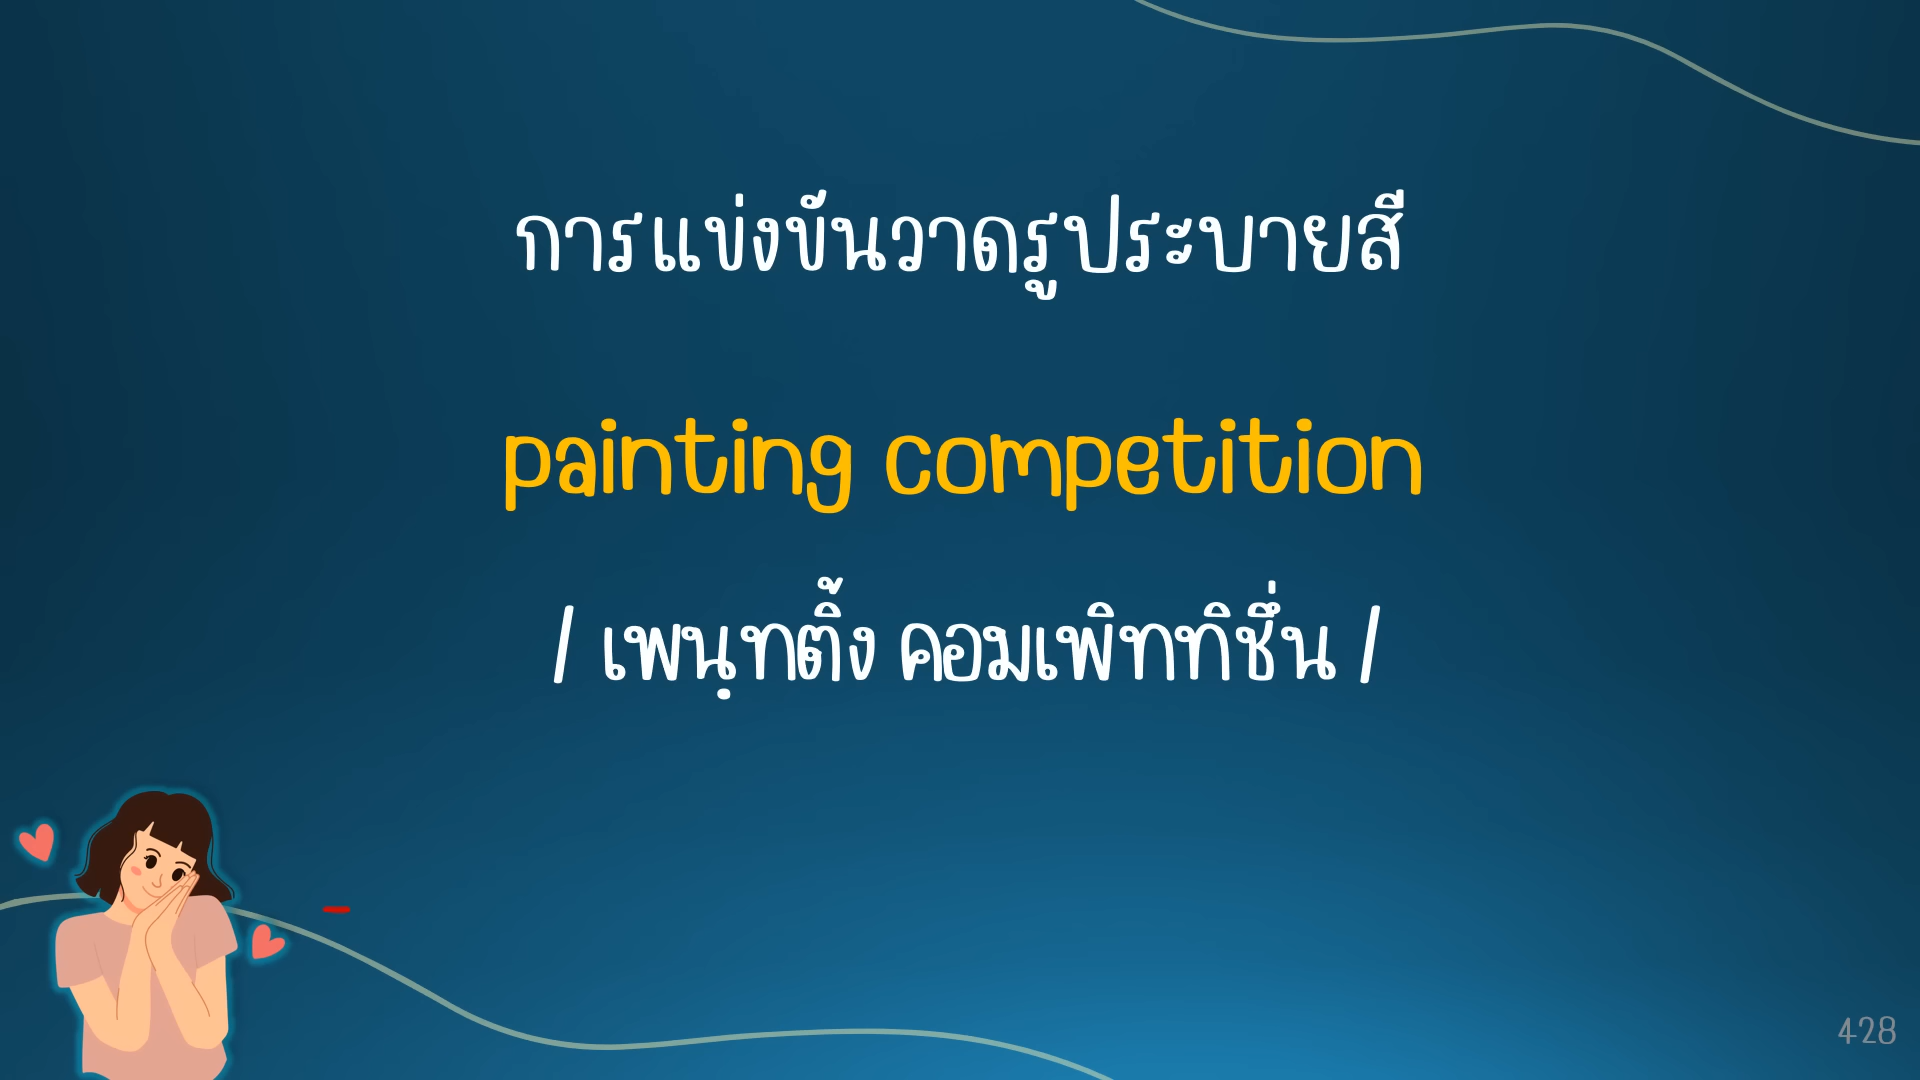 การแข่งขันวาดรูประบายสี
painting competition
/ เพนฺทติ้ง คอมเพิททิชึ่น /
428